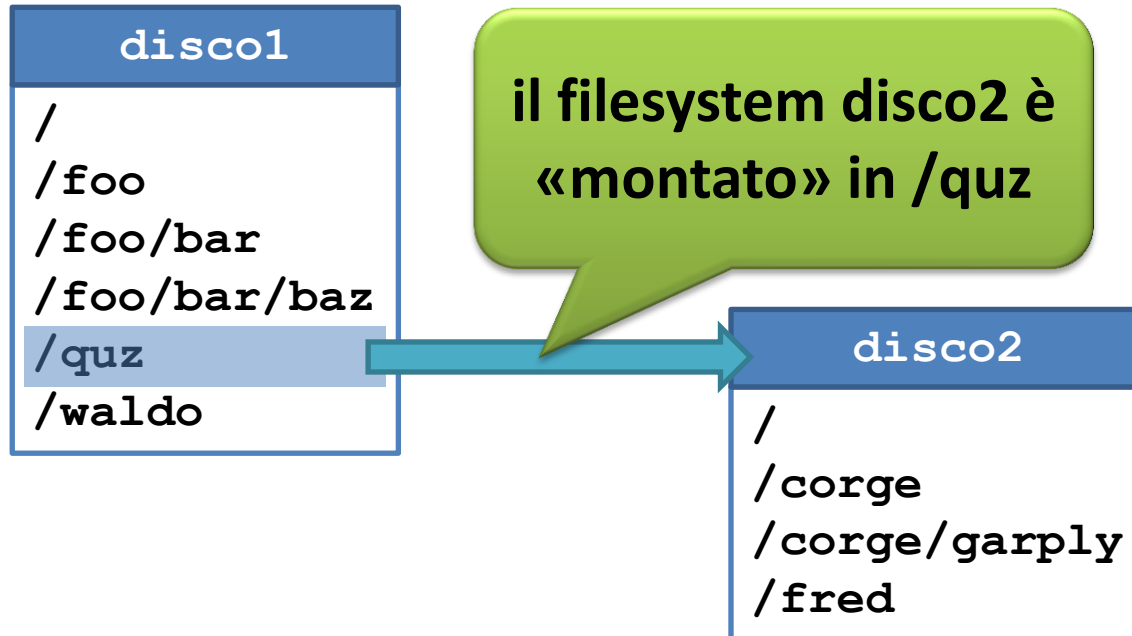 disco1
/
/foo
/foo/bar
/foo/bar/baz
/quz
/waldo
il filesystem disco2 è
«montato» in /quz
disco2
/
/corge
/corge/garply
/fred